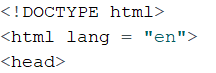 <!DOCTYPE html>
<html lang = "en">
<head>